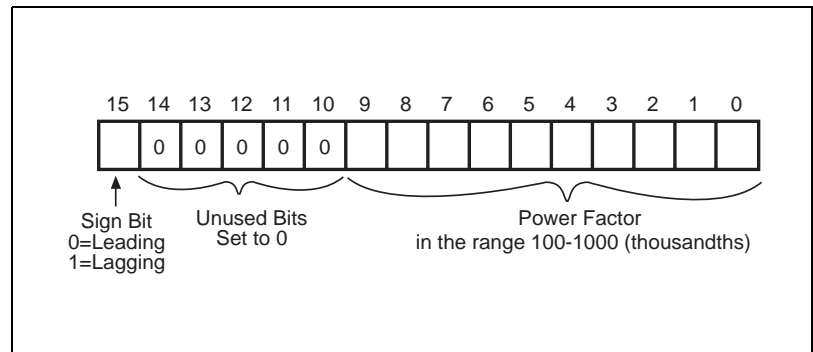 15 14 13 12 11 10 9 8 7 6 5 4 3 2 1 0
0 0 0 0 0
Sign Bit
0=Leading
1=Lagging
Unused Bits
Set to 0
Power Factor
in the range 100-1000 (thousandths)